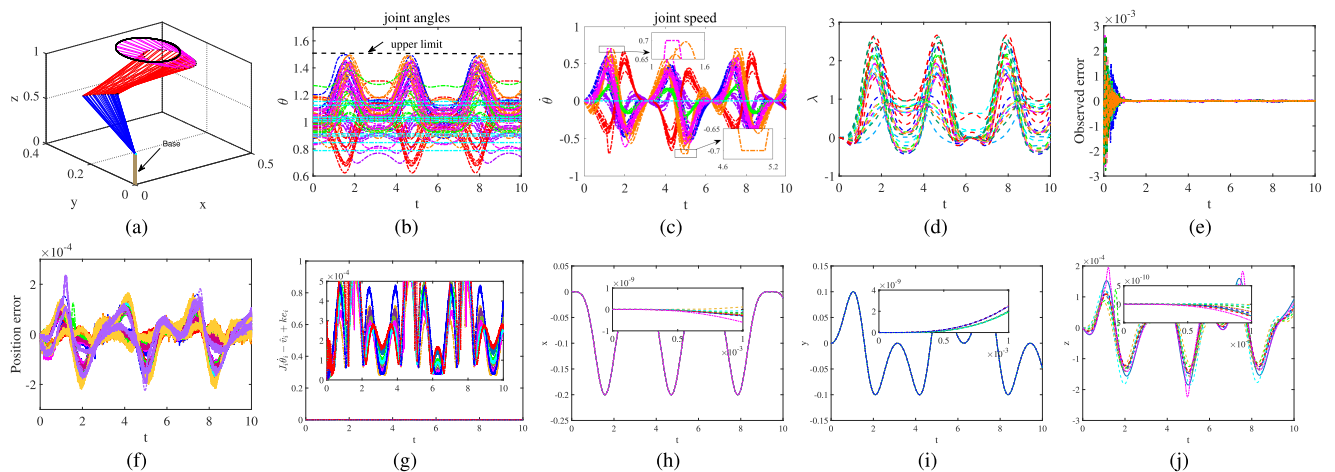 joint angles
joint speed
1
0.5
0
z
0.4
0.2
0
y
0
0.5
x
Base
(a)
1.6
1.4
1.2
1.0
0.8
0.6
θ
upper limit
0 2 4 6 8 10
t
(b)
1
0.5
0
-0.5
-1
θ̇
0.7
0.65
1 1.6
-0.65
-0.7
4.6 5.2
0 2 4 6 8 10
t
(c)
4
3
2
1
0
-1
λ
0 2 4 6 8 10
t
(d)
×10⁻³
3
2
1
0
-1
-2
-3
Observed error
0 2 4 6 8 10
t
(e)
×10⁻⁴
2
0
-2
-4
Position error
0 2 4 6 8 10
t
(f)
1
0.8
0.6
0.4
0.2
0
×10⁻⁴
5
4
3
2
1
0
0 2 4 6 8 10
0 2 4 6 8 10
t
(g)
0.05
0
-0.05
-0.1
-0.15
-0.2
-0.25
x
×10⁻⁹
1
0
-1
0 0.5 1
×10⁻³
0 2 4 6 8 10
t
(h)
0.15
0.1
0.05
0
-0.05
-0.1
-0.15
y
×10⁻⁹
4
2
0
0 0.5 1
×10⁻³
0 2 4 6 8 10
t
(i)
×10⁻⁴
2
1
0
-1
-2
-3
z
×10⁻¹⁰
5
0
-5
0 0.5
0 2 4 6 8 10
t
(j)